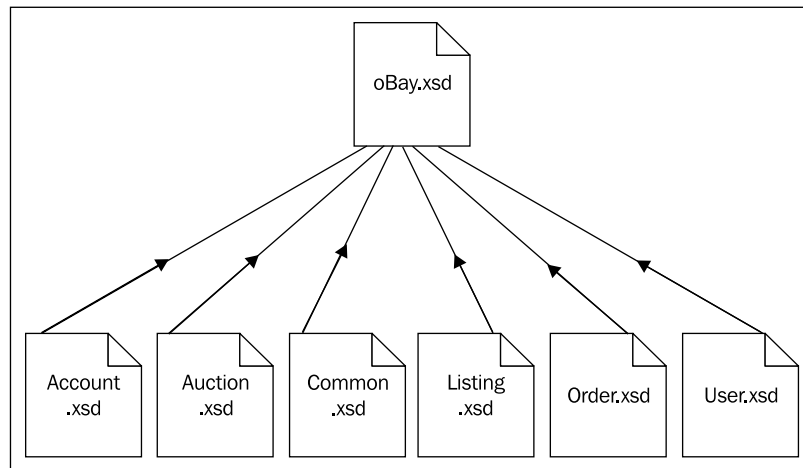 oBay.xsd
Account
.xsd
Auction
.xsd
Common
.xsd
Listing
.xsd
Order.xsd
User.xsd